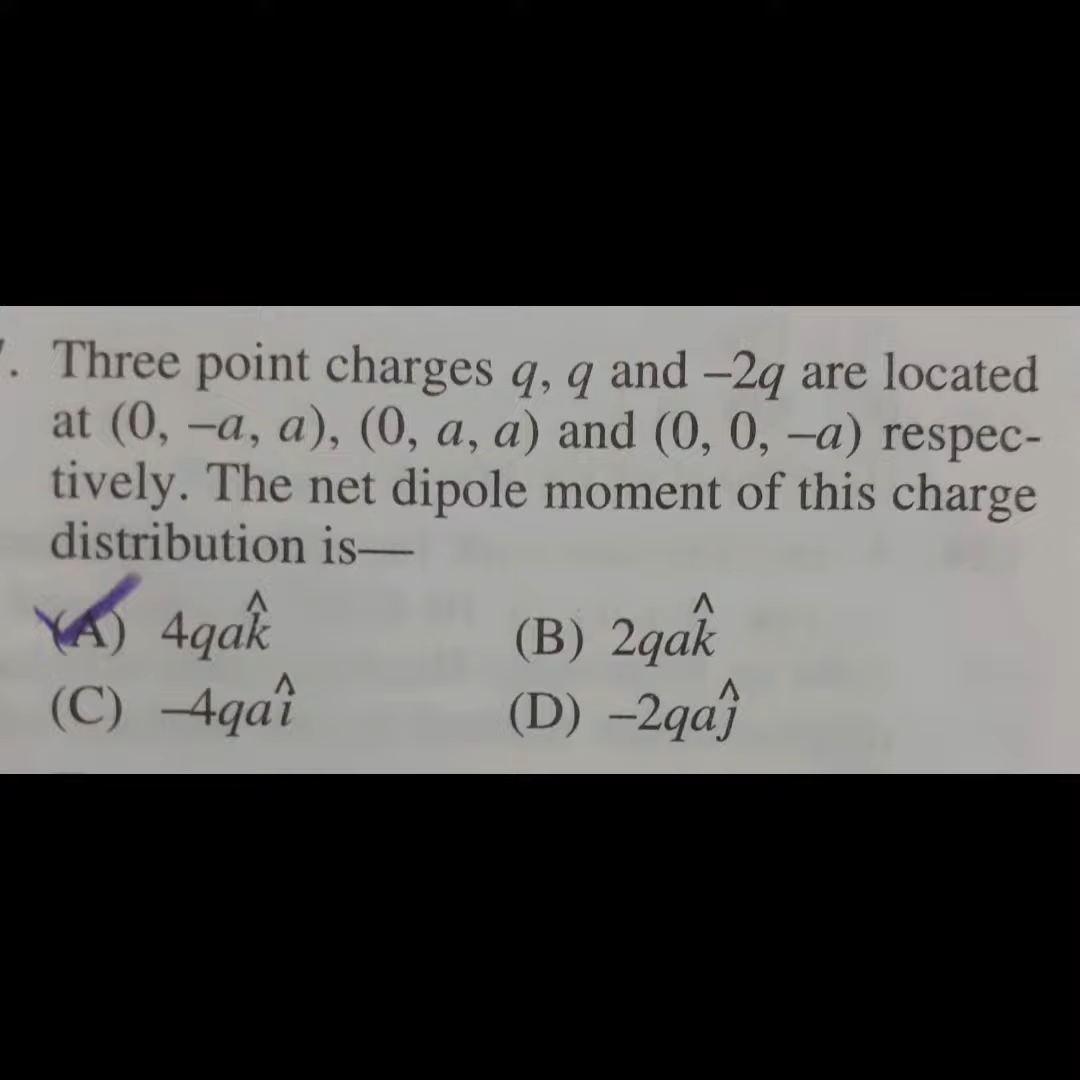 . Three point charges q, q and –2q are located
at (0, –a, a), (0, a, a) and (0, 0, –a) respec-
tively. The net dipole moment of this charge
distribution is—
(A) 4qak̂ (B) 2qak̂
(C) –4qaî (D) –2qaĵ